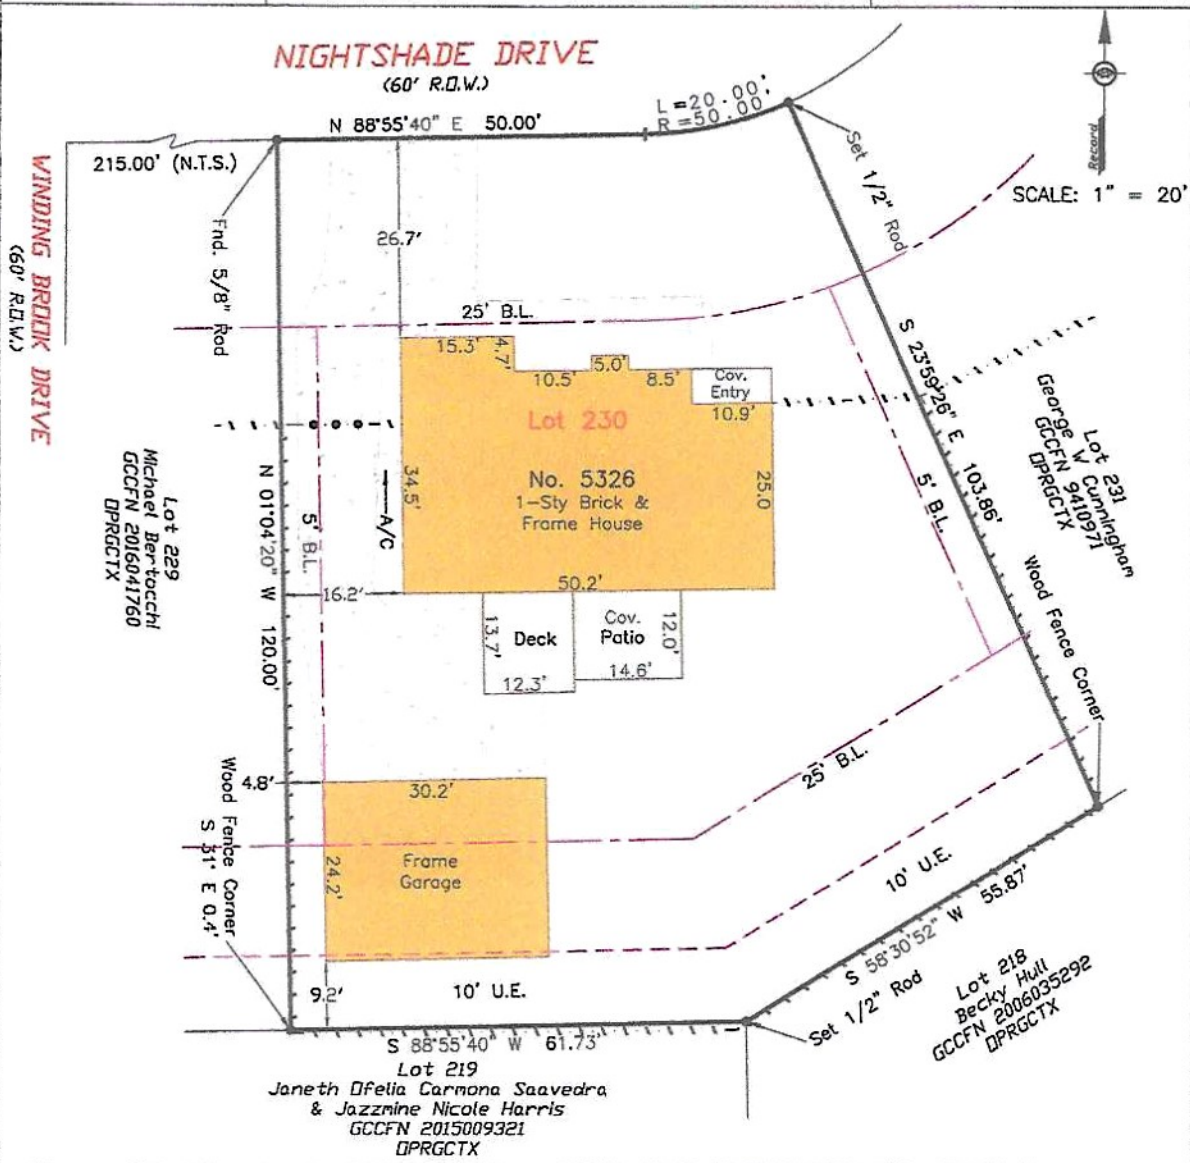 NIGHTSHADE DRIVE
(60' R.O.W.)
L =20.00'
R =50.00'
N 88°55'40" E 50.00'
215.00' (N.T.S.)
Set 1/2" Rod
Record
SCALE: 1" = 20'
WINDING BROOK DRIVE
(60' R.O.W.)
Fnd. 5/8" Rod
26.7'
25' B.L.
15.3'
4.7'
10.5'
5.0'
8.5'
Cov.
Entry
10.9'
Lot 230
No. 5326
1-Sty Brick &
Frame House
34.5'
25.0
50.2'
A/C
S 23°59'26" E 103.86'
5' B.L.
Lot 231
George W Cunningham
GCCFN 9410971
OPRGCTX
Lot 229
Michael Bertocchi
GCCFN 2016041760
OPRGCTX
N 01°04'20" W 120.00'
5' B.L.
16.2'
13.7'
Deck
12.3'
Cov.
Patio
12.0'
14.6'
Wood Fence Corner
25' B.L.
4.8'
30.2'
Frame
Garage
24.2'
Wood Fence Corner
S 31° E 0.4'
9.2'
10' U.E.
10' U.E.
S 58°30'52" W 55.87'
Set 1/2" Rod
Lot 218
Becky Hull
GCCFN 2006035292
OPRGCTX
S 88°55'40" W 61.73'
Lot 219
Janeth Ofelia Carmona Saavedra
& Jazzmine Nicole Harris
GCCFN 2015009321
OPRGCTX